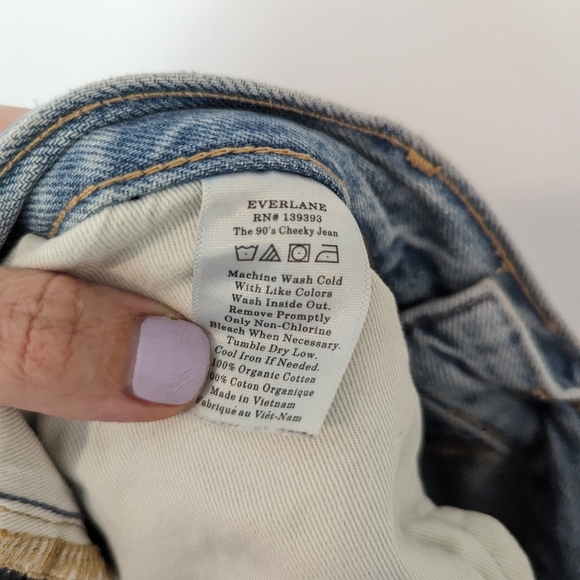 EVERLANE
RN# 139393
The 90's Cheeky Jean
Machine Wash Cold
With Like Colors
Wash Inside Out.
Remove Promptly
Only Non-Chlorine
Bleach When Necessary.
Tumble Dry Low.
Cool Iron If Needed.
100% Organic Cotton
100% Coton Organique
Made in Vietnam
Fabriqué au Viêt-Nam